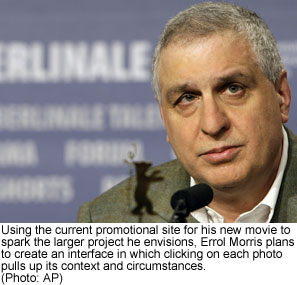 ERLINALE
Using the current promotional site for his new movie to
spark the larger project he envisions, Errol Morris plans
to create an interface in which clicking on each photo
pulls up its context and circumstances.
(Photo: AP)